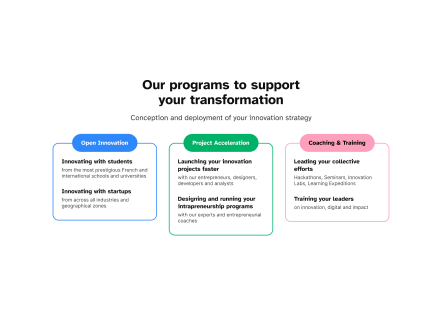 Our programs to support
your transformation
Conception and deployment of your innovation strategy
Open Innovation
Innovating with students
from the most prestigious French and
international schools and universities
Innovating with startups
from across all industries and
geographical zones
Project Acceleration
Launching your innovation
projects faster
with our entrepreneurs, designers,
developers and analysts
Designing and running your
intrapreneurship programs
with our experts and entrepreneurial
coaches
Coaching & Training
Leading your collective
efforts
Hackathons, Seminars, Innovation
Labs, Learning Expeditions
Training your leaders
on innovation, digital and impact